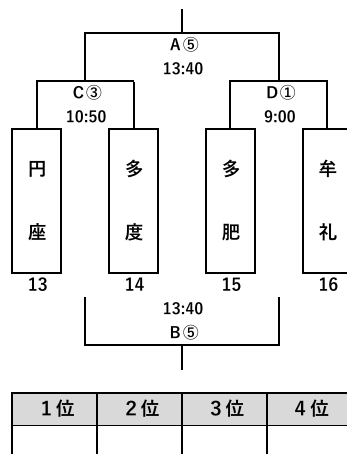 A⑤
13:40
C③ D①
10:50 9:00
円座 多度 多肥 牟礼
13 14 15 16
13:40
B⑤
1位 2位 3位 4位